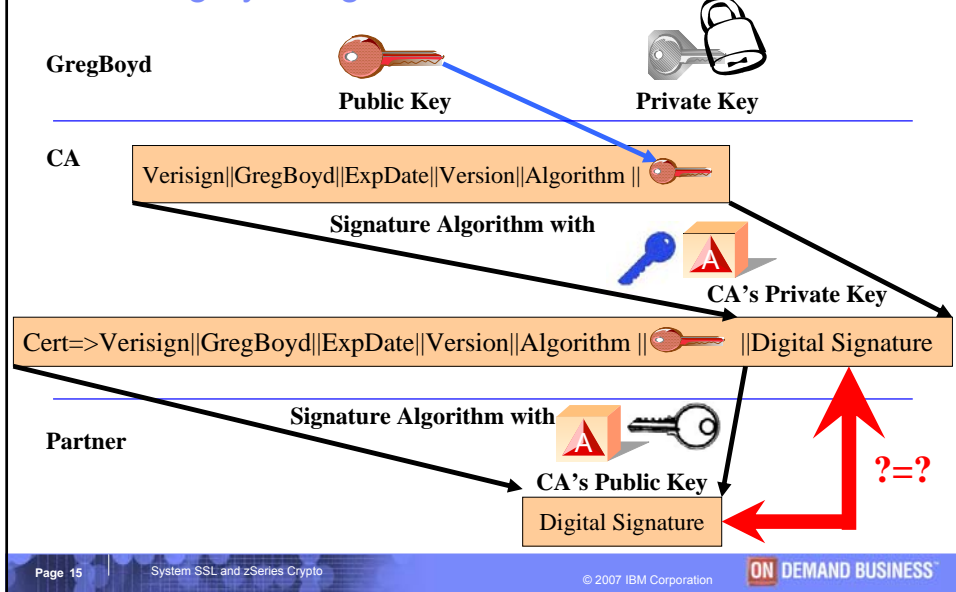 GregBoyd
Public Key
Private Key
CA
Verisign||GregBoyd||ExpDate||Version||Algorithm ||
Signature Algorithm with
A
CA's Private Key
Cert=>Verisign||GregBoyd||ExpDate||Version||Algorithm || ||Digital Signature
Signature Algorithm with
A
Partner
CA's Public Key
?=?
Digital Signature
Page 15
System SSL and zSeries Crypto
© 2007 IBM Corporation
ON DEMAND BUSINESS™